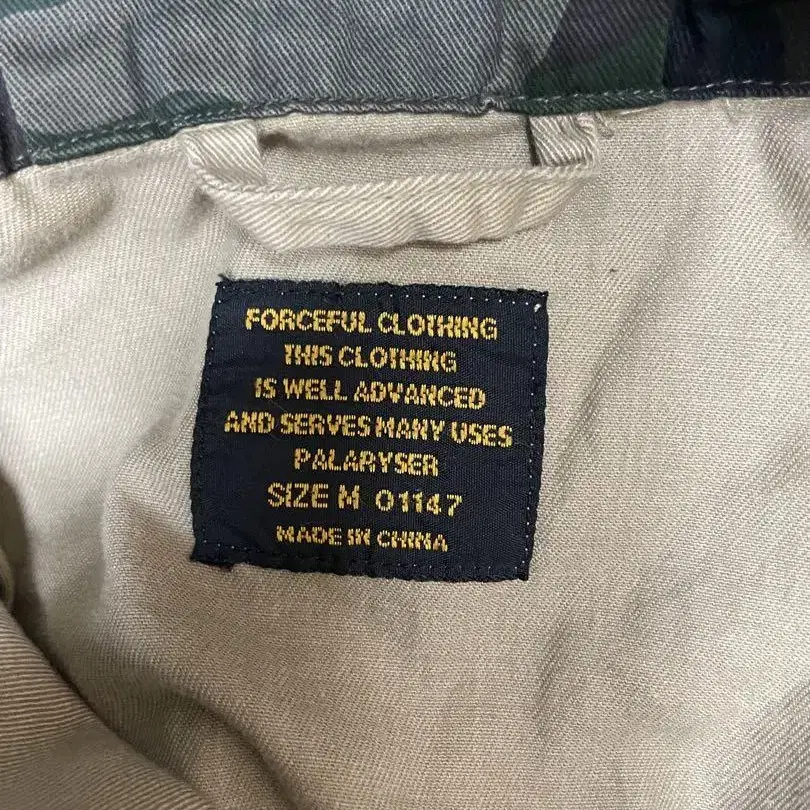 FORCEFUL CLOTHING
THIS CLOTHING
IS WELL ADVANCED
AND SERVES MANY USES
PALARYSER
SIZE M 01147
MADE IN CHINA